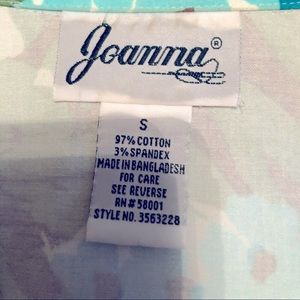 Joanna®
S
97% COTTON
3% SPANDEX
MADE IN BANGLADESH
FOR CARE
SEE REVERSE
RN# 58001
STYLE NO. 3563228